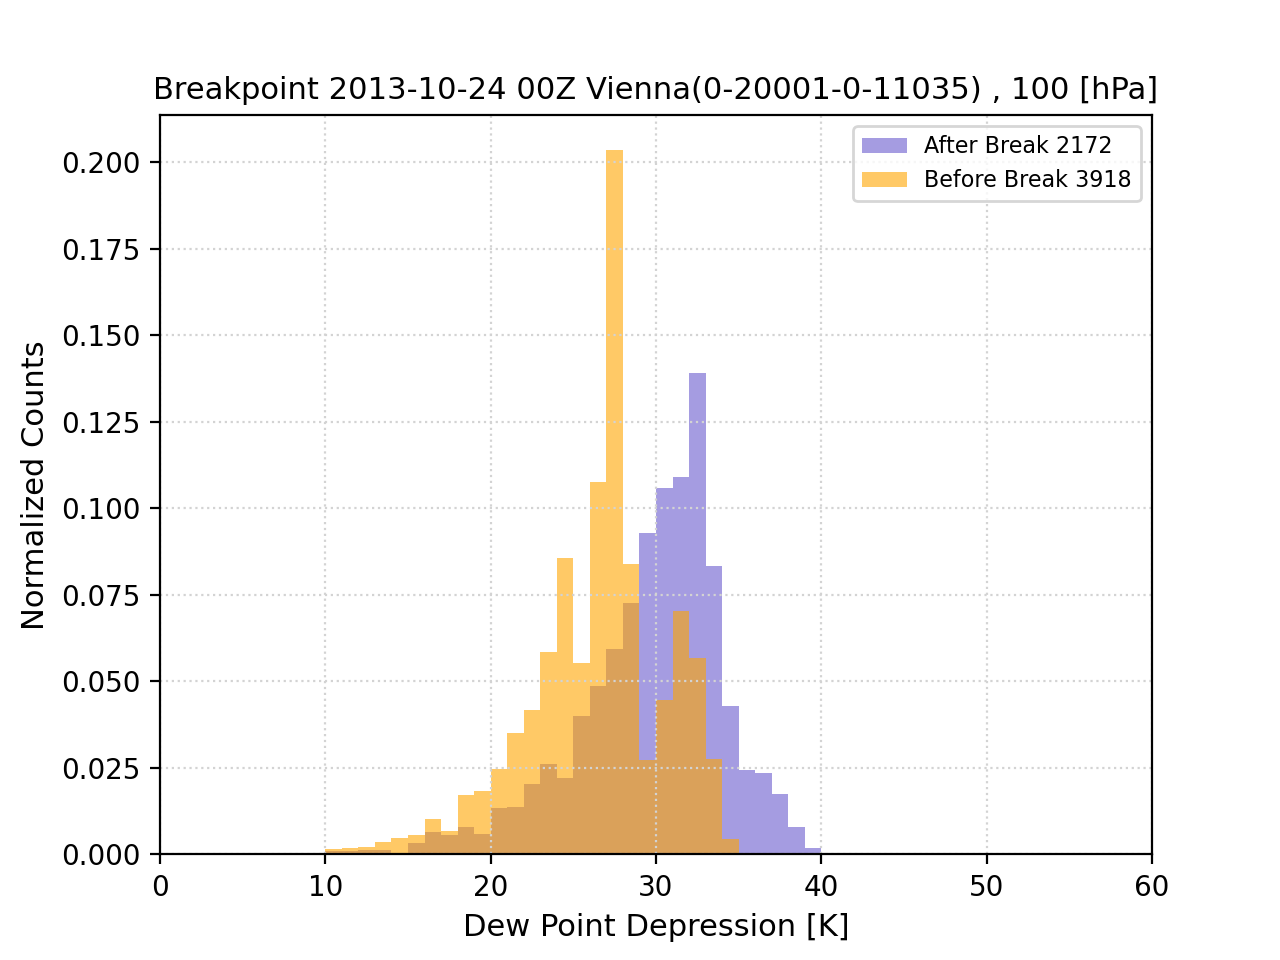 Breakpoint 2013-10-24 00Z Vienna(0-20001-0-11035) , 100 [hPa]
After Break 2172
Before Break 3918
0.200
0.175
0.150
0.125
0.100
0.075
0.050
0.025
0.000
Normalized Counts
0 10 20 30 40 50 60
Dew Point Depression [K]